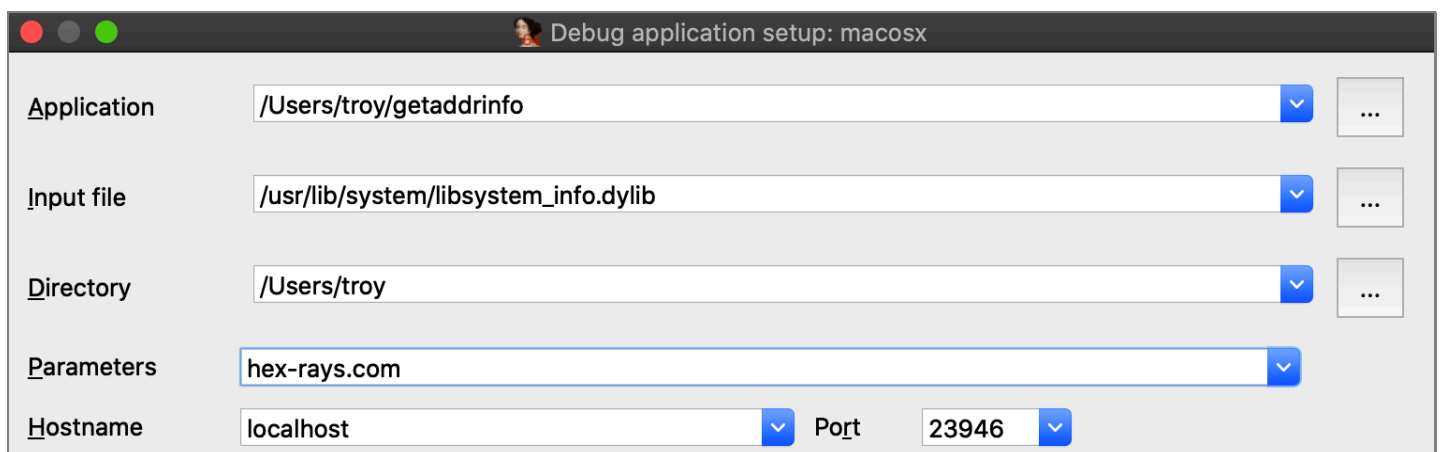 Debug application setup: macosx
Application /Users/troy/getaddrinfo ...
Input file /usr/lib/system/libsystem_info.dylib ...
Directory /Users/troy ...
Parameters hex-rays.com
Hostname localhost Port 23946